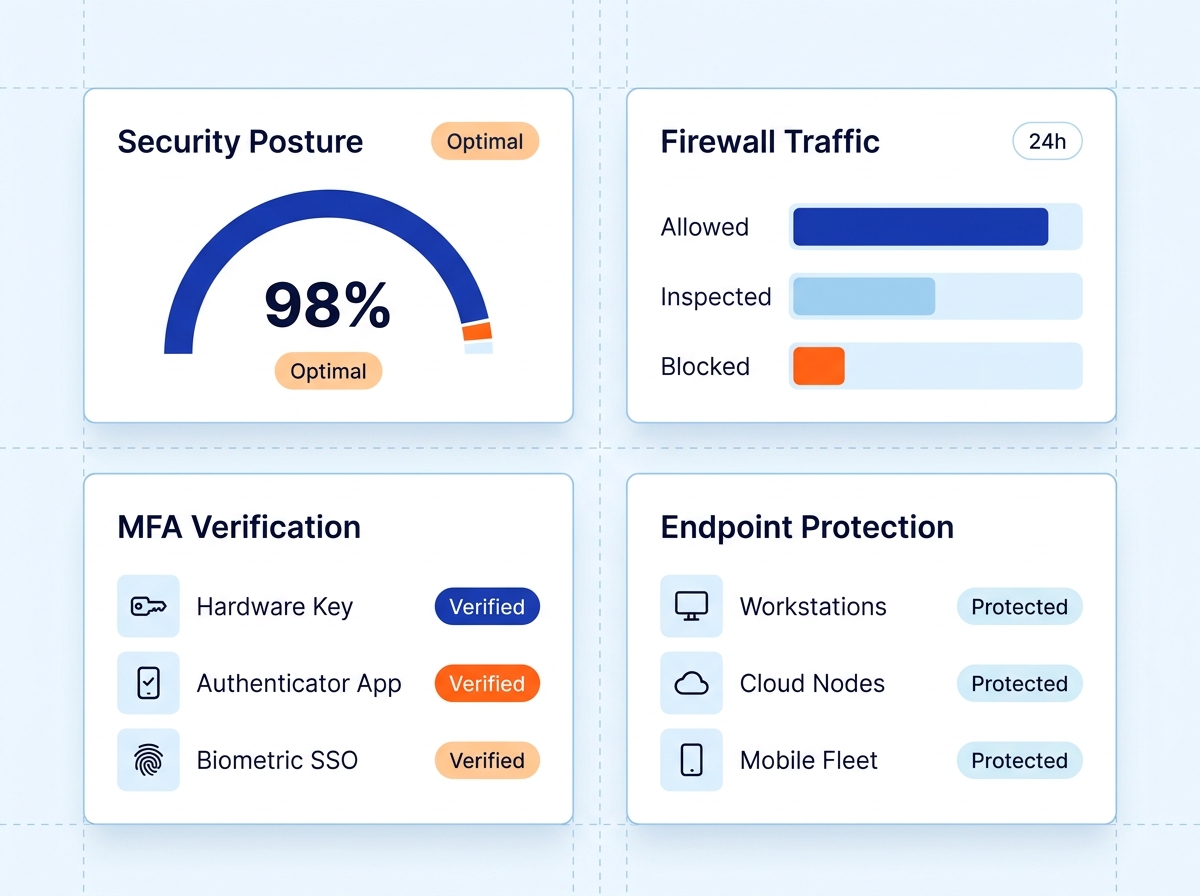 Security Posture
Optimal
98%
Optimal
Firewall Traffic
24h
Allowed
Inspected
Blocked
MFA Verification
Hardware Key
Verified
Authenticator App
Verified
Biometric SSO
Verified
Endpoint Protection
Workstations
Protected
Cloud Nodes
Protected
Mobile Fleet
Protected